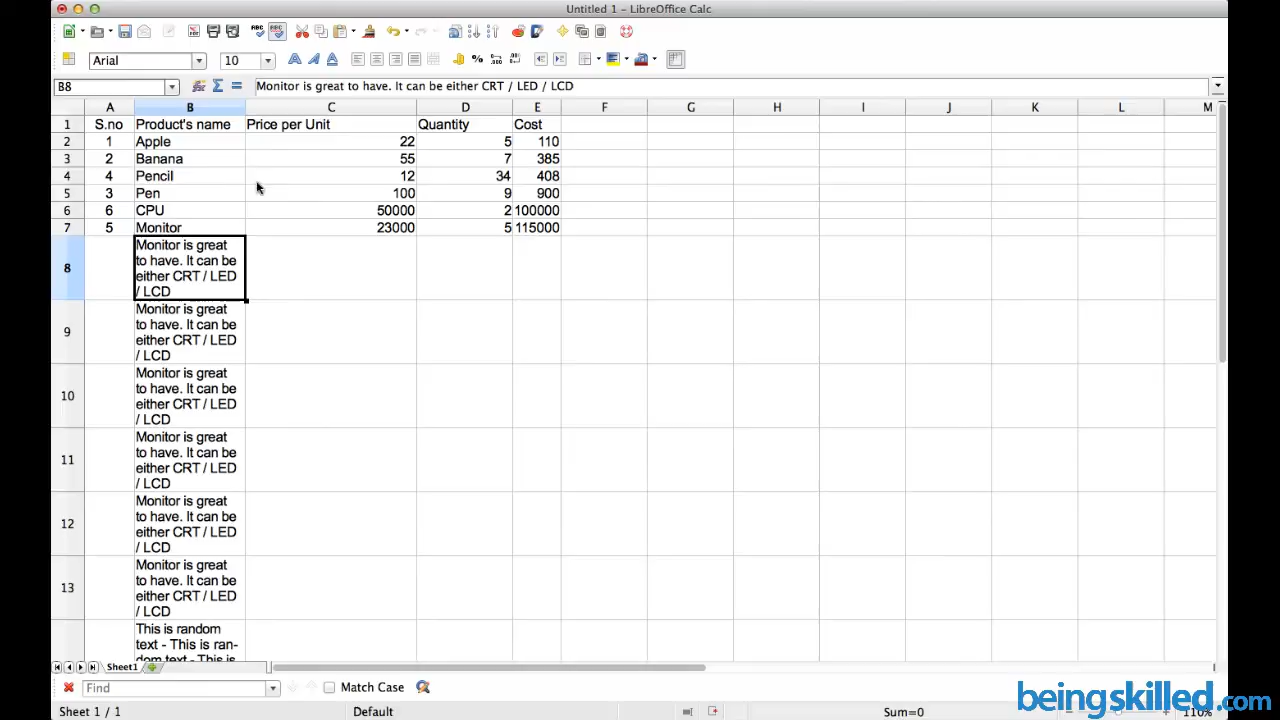 Untitled 1 - LibreOffice Calc
Arial 10
B8 Monitor is great to have. It can be either CRT / LED / LCD
A B C D E F G H I J K L M
1 S.no Product's name Price per Unit Quantity Cost
2 1 Apple 22 5 110
3 2 Banana 55 7 385
4 4 Pencil 12 34 408
5 3 Pen 100 9 900
6 6 CPU 50000 2 100000
7 5 Monitor 23000 5 115000
8
Monitor is great
to have. It can be
either CRT / LED
/ LCD
9
Monitor is great
to have. It can be
either CRT / LED
/ LCD
10
Monitor is great
to have. It can be
either CRT / LED
/ LCD
11
Monitor is great
to have. It can be
either CRT / LED
/ LCD
12
Monitor is great
to have. It can be
either CRT / LED
/ LCD
13
Monitor is great
to have. It can be
either CRT / LED
/ LCD
This is random
text - This is ran-
dom text - This is
Sheet1
Find Match Case
Sheet 1 / 1 Default Sum=0 110%
beingskilled.com